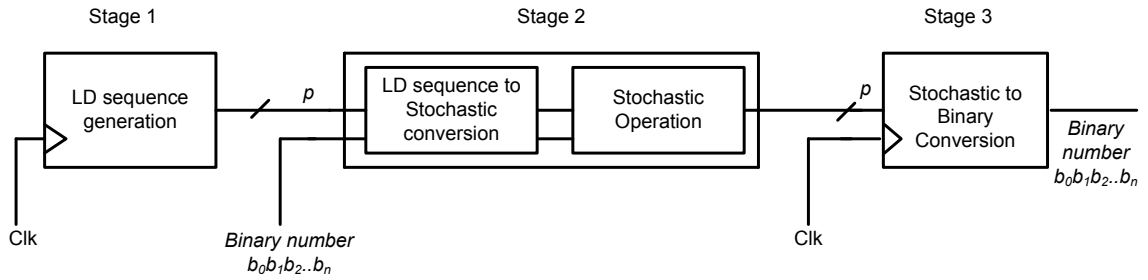 Stage 1
Stage 2
Stage 3
LD sequence
generation
p
LD sequence to
Stochastic
conversion
Stochastic
Operation
p
Stochastic to
Binary
Conversion
Binary
number
b0b1b2..bn
Clk
Binary number
b0b1b2..bn
Clk